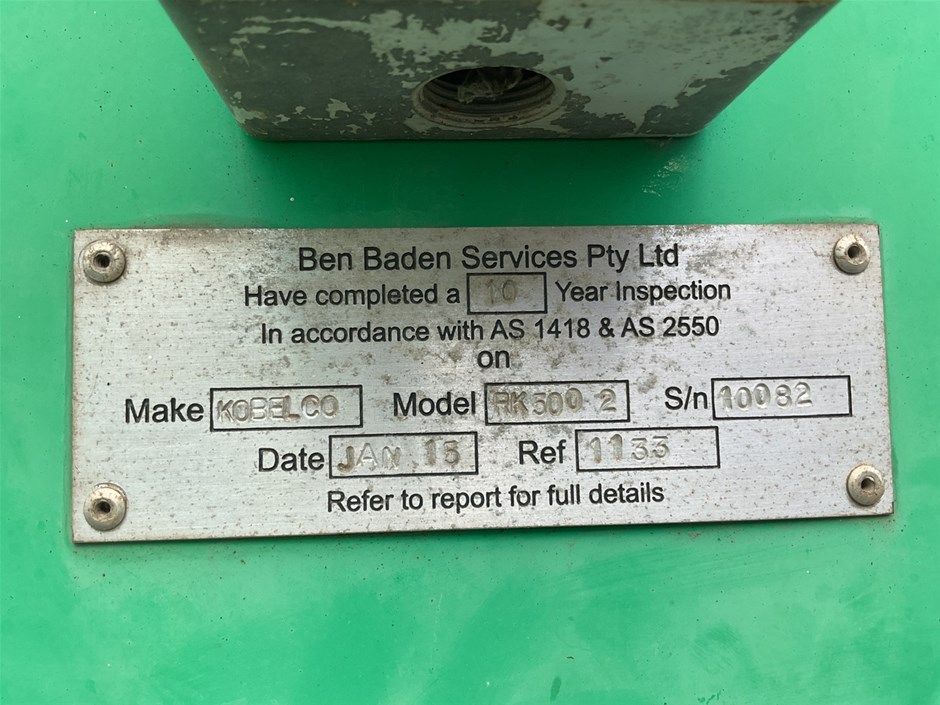 Ben Baden Services Pty Ltd
Have completed a 10 Year Inspection
In accordance with AS 1418 & AS 2550
on
Make KOBELCO Model RK500 2 S/n 10082
Date JAN 15 Ref 1133
Refer to report for full details